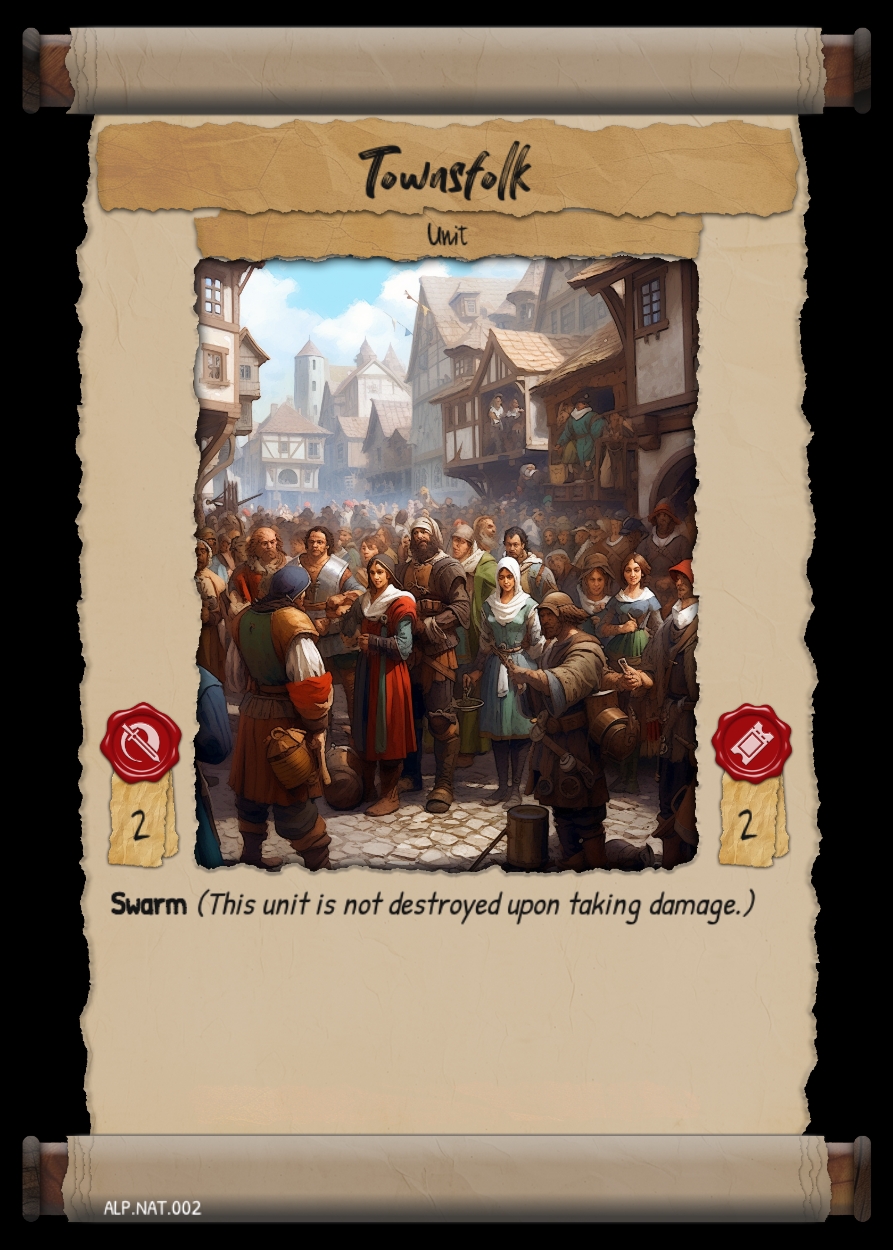 Townsfolk
Unit
2
2
Swarm (This unit is not destroyed upon taking damage.)
ALP.NAT.002